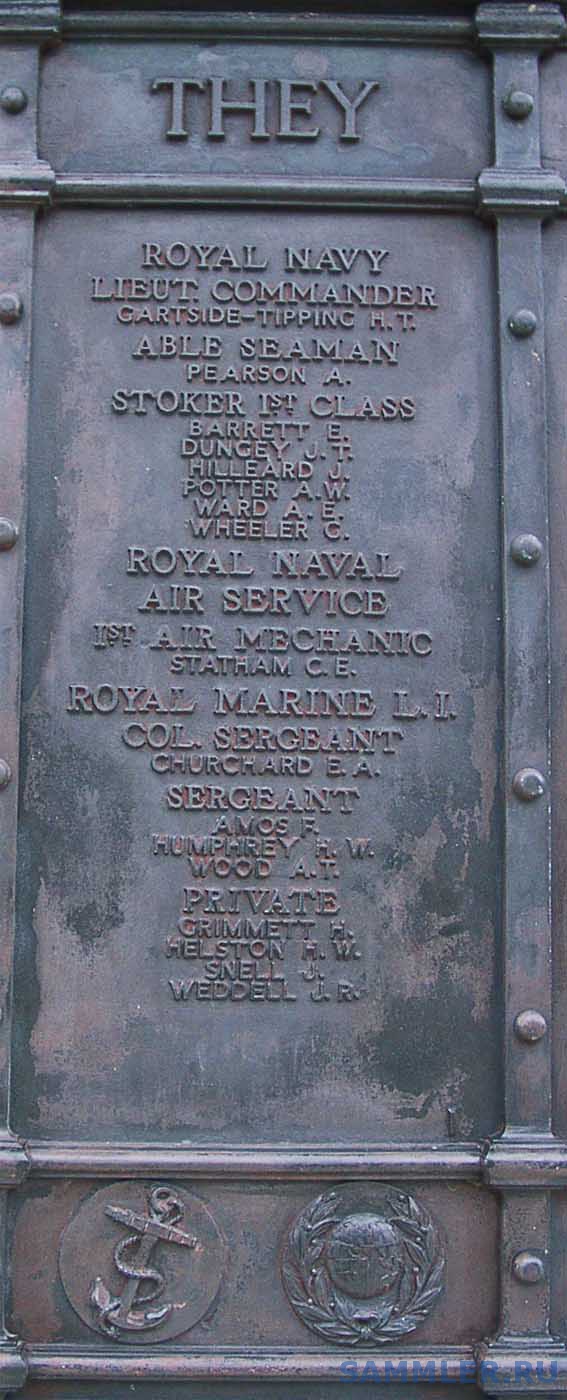 THEY
ROYAL NAVY
LIEUT. COMMANDER
GARTSIDE-TIPPING H.T.
ABLE SEAMAN
PEARSON A.
STOKER 1ST CLASS
BARRETT E.
DUNGEY J.T.
HILLEARD J.
POTTER A.W.
WARD A.E.
WHEELER G.
ROYAL NAVAL
AIR SERVICE
1ST AIR MECHANIC
STATHAM C.E.
ROYAL MARINE L.I.
COL. SERGEANT
CHURCHARD E.A.
SERGEANT
AMOS F.
HUMPHREY H.W.
WOOD A.T.
PRIVATE
GRIMMETT H.
HELSTON H.W.
SNELL J.
WEDDELL J.R.
SAMMLER.RU